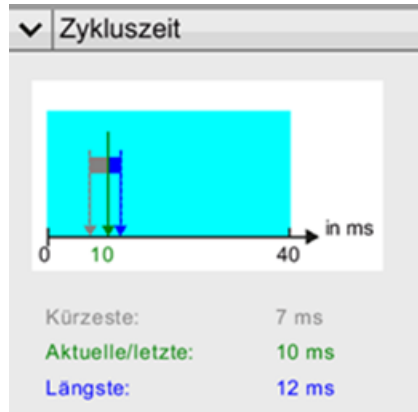 Zykluszeit
in ms
0 10 40
Kürzeste: 7 ms
Aktuelle/letzte: 10 ms
Längste: 12 ms